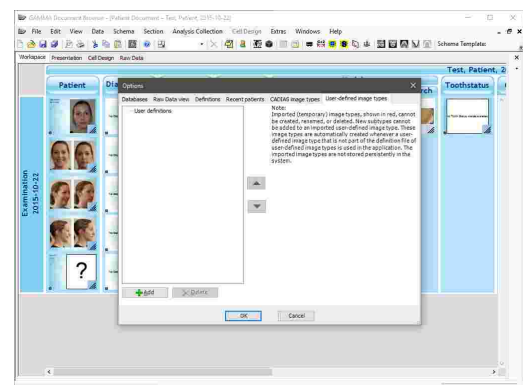 GAMMA Document Browser - [Patient Document - Test, Patient, 2015-10-22]
File Edit View Data Schema Section Analysis Collection Cell Design Extras Windows Help
Scheme Template:
Workspace Presentation Cell Design Raw Data
Test, Patient, 2
Patient
Dia
rch
Toothstatus
Examination
2015-10-22
?
Options
Databases Raw Data view Definitions Recent patients CADIAS image types User-defined image types
User definitions
Note:
Imported (temporary) image types, shown in red, cannot
be created, renamed, or deleted. New subtypes cannot
be added to an imported user-defined image type. These
image types are automatically created whenever a user-
defined image type that is not part of the definition file of
user-defined image types is used in the application. The
imported image types are not stored persistently in the
system.
Add Delete
OK Cancel